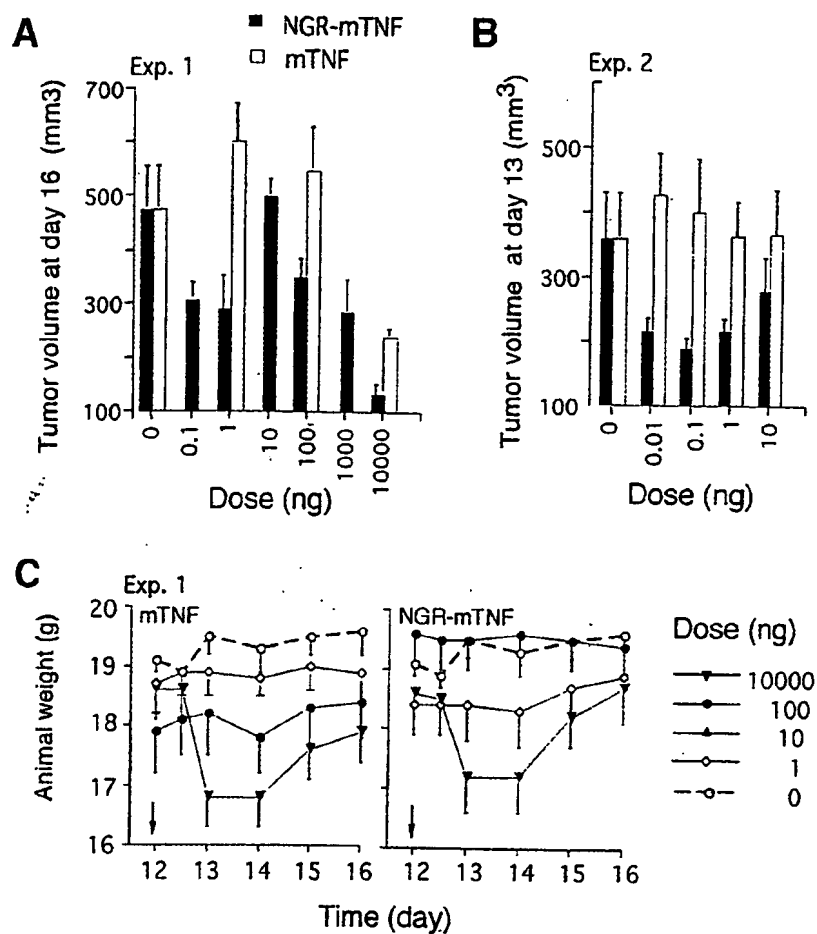 A
NGR-mTNF
mTNF
Exp. 1
Tumor volume at day 16 (mm3)
700
500
300
100
0
0.1
1
10
100
1000
10000
Dose (ng)
B
Exp. 2
Tumor volume at day 13 (mm3)
500
300
100
0
0.01
0.1
1
10
Dose (ng)
C
Exp. 1
mTNF
Animal weight (g)
20
19
18
17
16
12 13 14 15 16
NGR-mTNF
12 13 14 15 16
Time (day)
Dose (ng)
10000
100
10
1
0